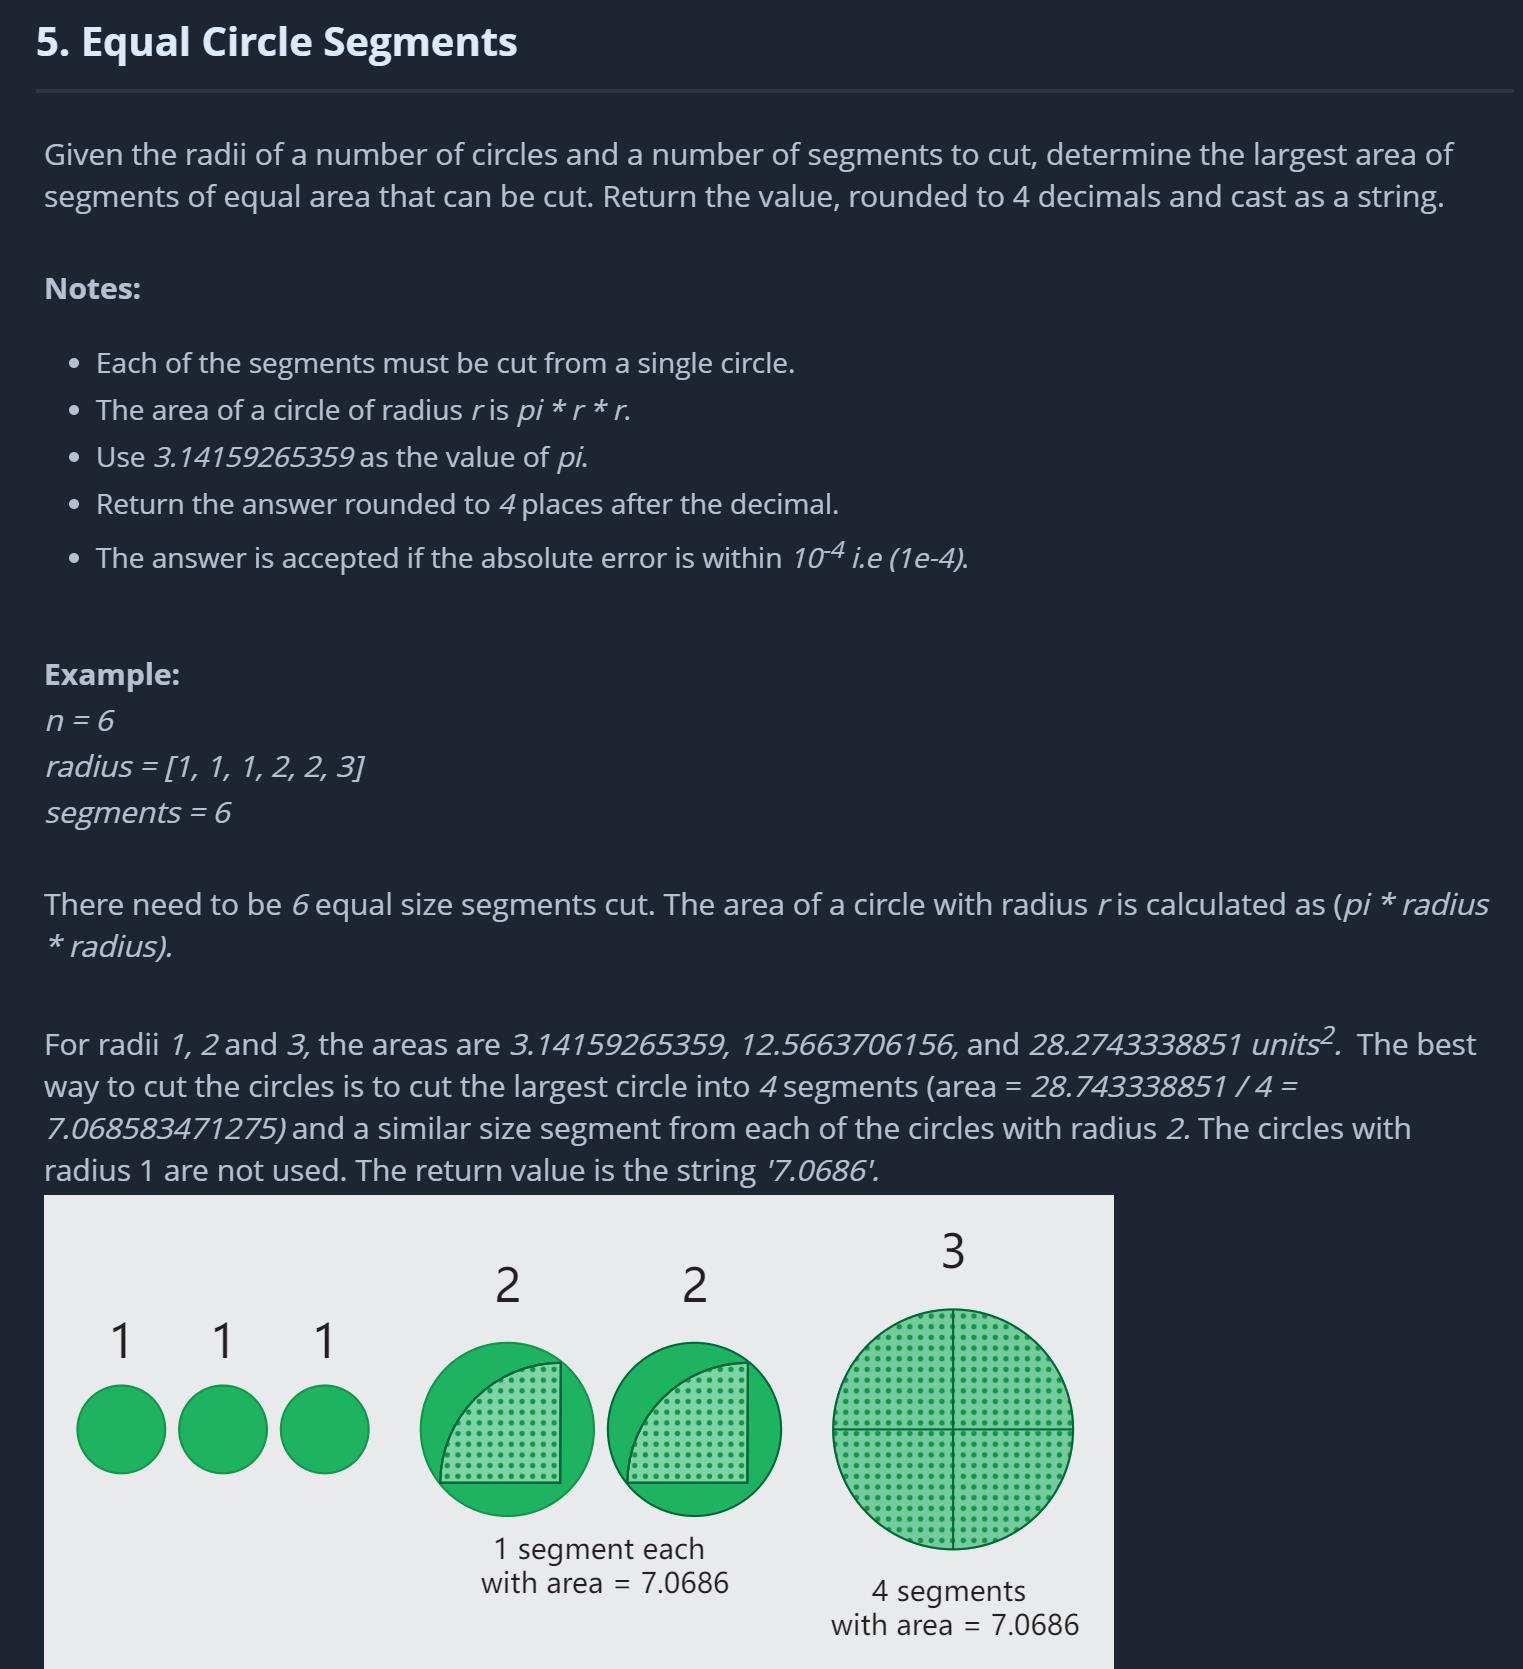 5. Equal Circle Segments
Given the radii of a number of circles and a number of segments to cut, determine the largest area of
segments of equal area that can be cut. Return the value, rounded to 4 decimals and cast as a string.
Notes:
• Each of the segments must be cut from a single circle.
• The area of a circle of radius r is pi * r * r.
• Use 3.14159265359 as the value of pi.
• Return the answer rounded to 4 places after the decimal.
• The answer is accepted if the absolute error is within 10⁻⁴ i.e (1e-4).
Example:
n = 6
radius = [1, 1, 1, 2, 2, 3]
segments = 6
There need to be 6 equal size segments cut. The area of a circle with radius r is calculated as (pi * radius
* radius).
For radii 1, 2 and 3, the areas are 3.14159265359, 12.5663706156, and 28.2743338851 units². The best
way to cut the circles is to cut the largest circle into 4 segments (area = 28.743338851 / 4 =
7.068583471275) and a similar size segment from each of the circles with radius 2. The circles with
radius 1 are not used. The return value is the string '7.0686'.
1 1 1 2 2 3
1 segment each
with area = 7.0686
4 segments
with area = 7.0686